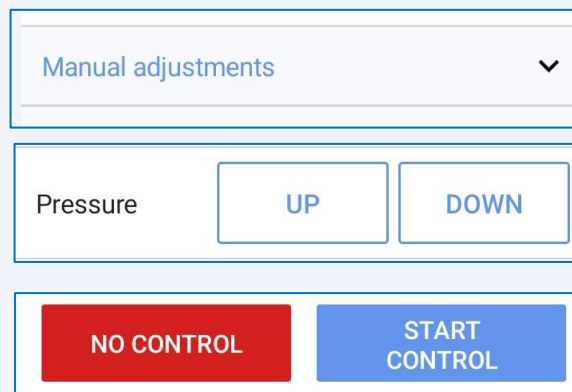 Manual adjustments
Pressure UP DOWN
NO CONTROL START CONTROL